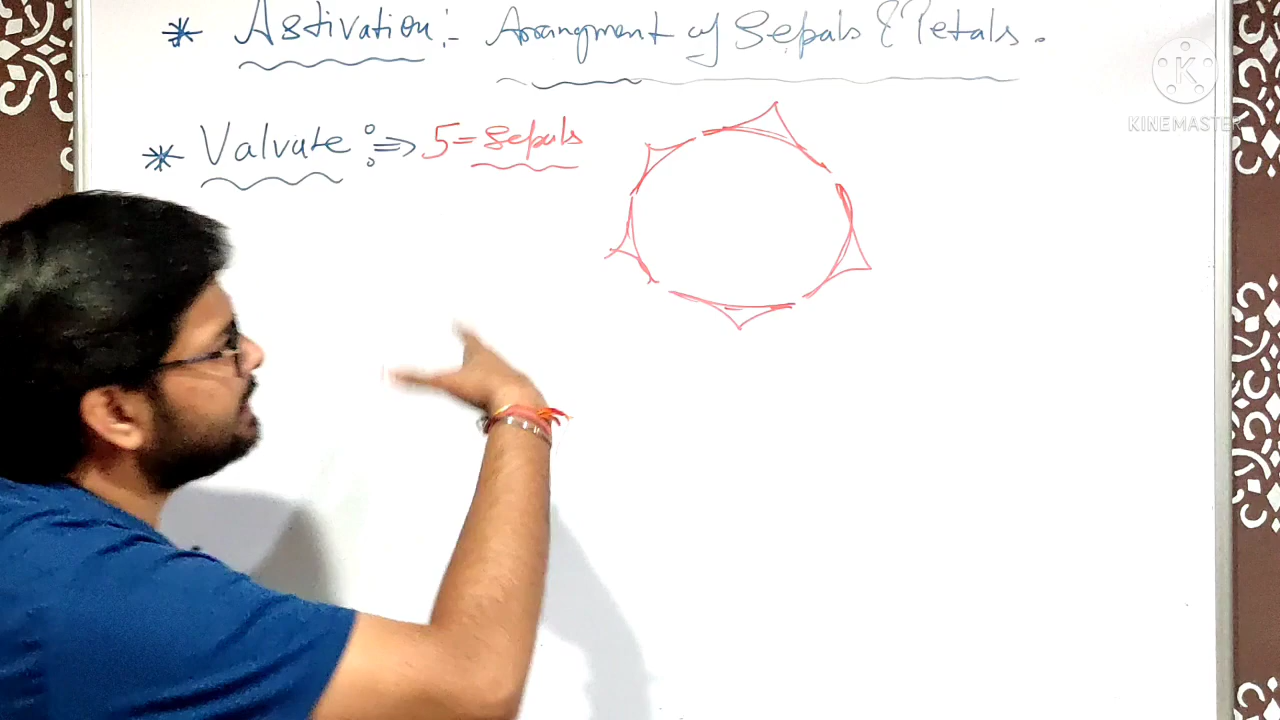 * Astivation :- Arrangment of Sepals & Petals.
* Valvate : ⇒ 5 = Sepals
K
KINEMASTER